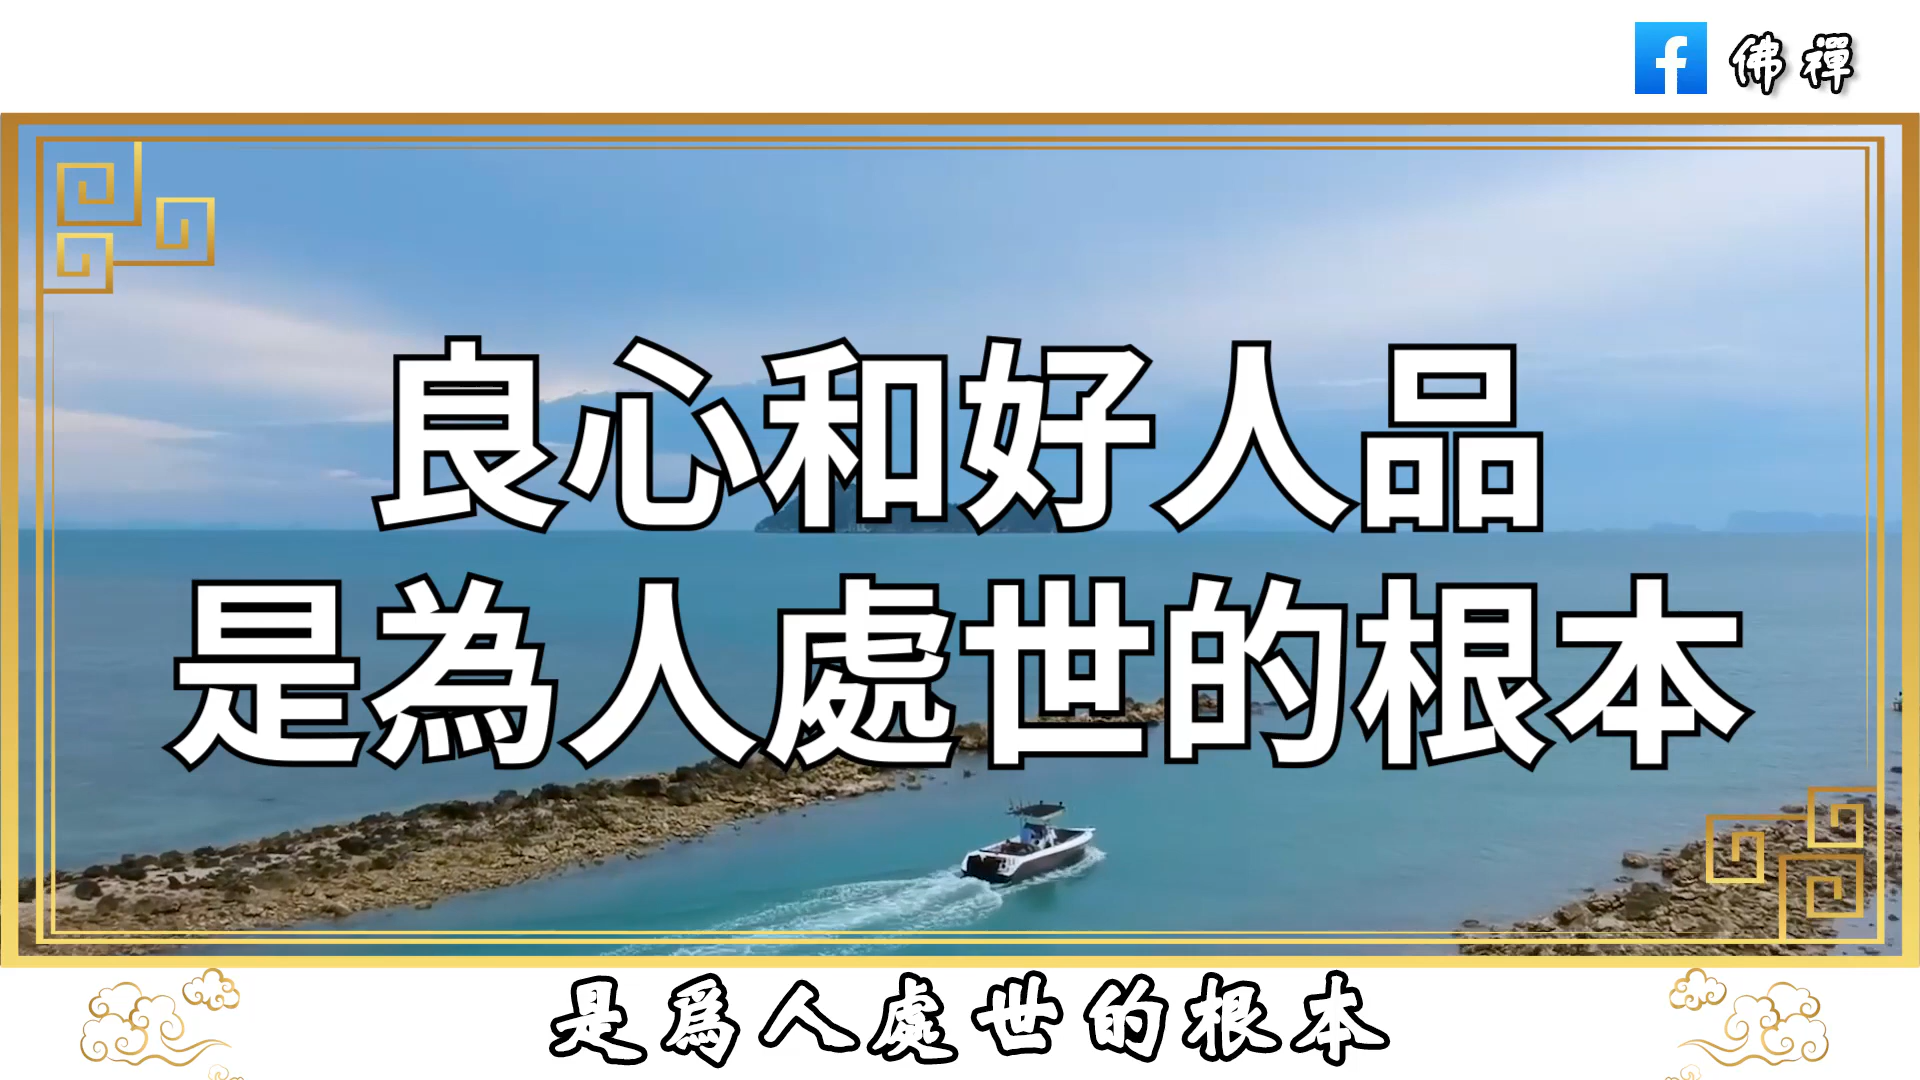 佛禪
良心和好人品
是為人處世的根本
是爲人處世的根本